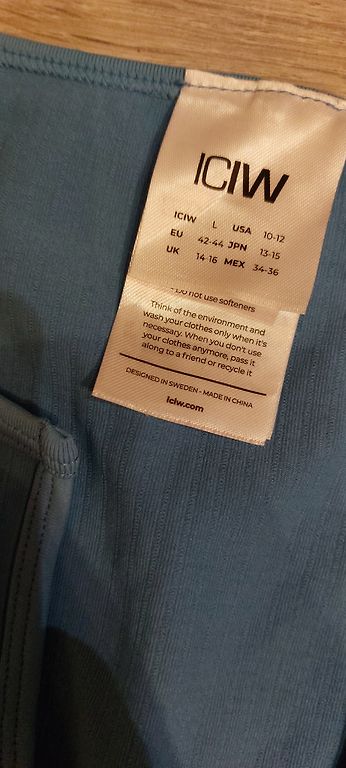 ICIW
ICIW L USA 10-12
EU 42-44 JPN 13-15
UK 14-16 MEX 34-36
- Do not use softeners
Think of the environment and
wash your clothes only when it's
necessary. When you don't use
your clothes anymore, pass it
along to a friend or recycle it
DESIGNED IN SWEDEN - MADE IN CHINA
iciw.com